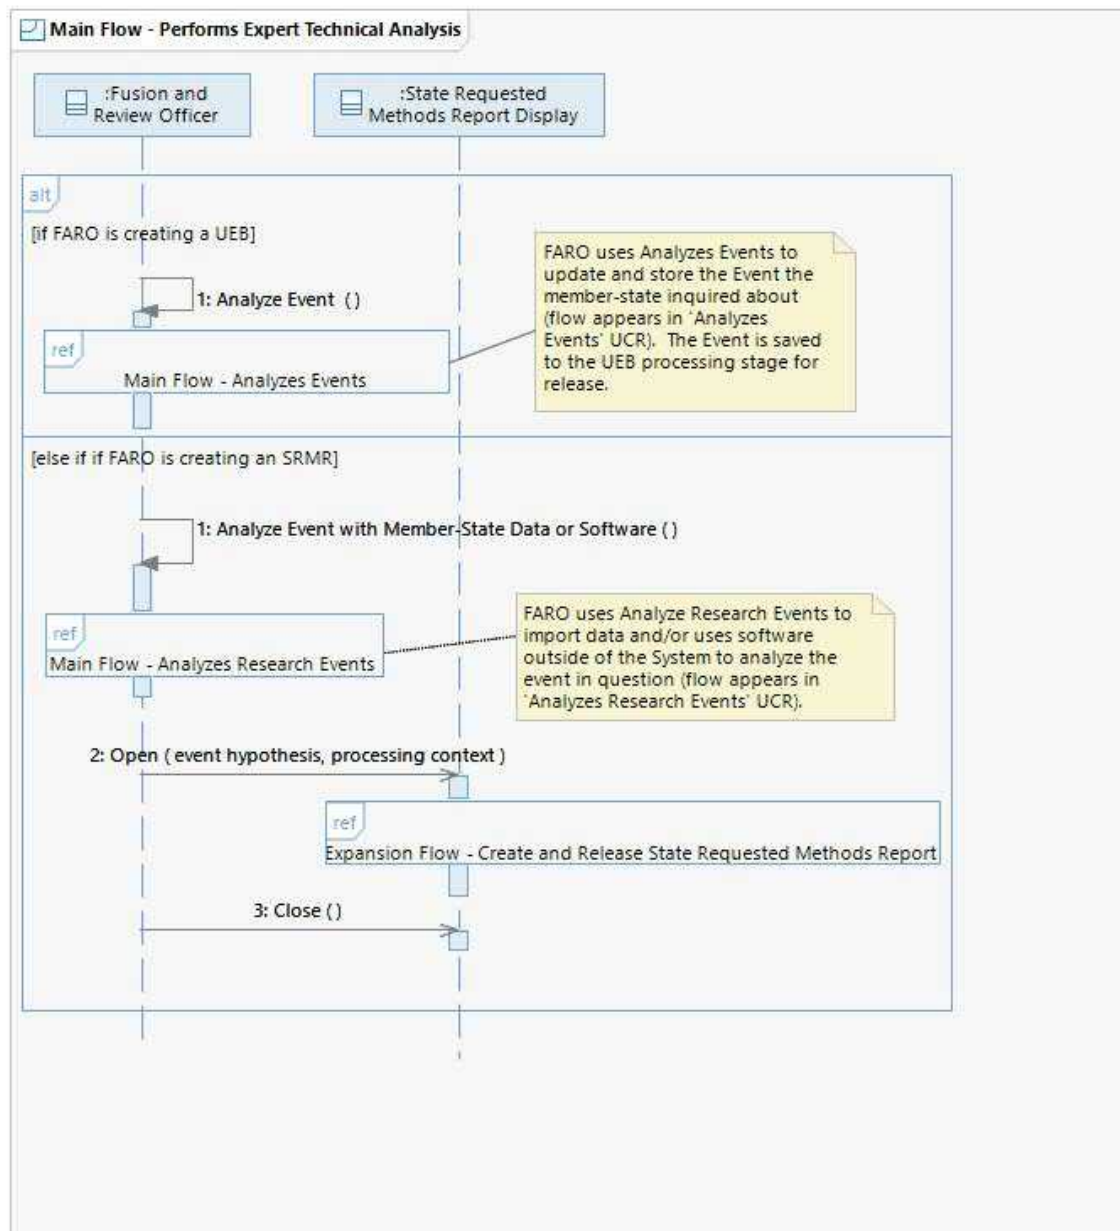 Main Flow - Performs Expert Technical Analysis
:Fusion and
Review Officer
:State Requested
Methods Report Display
alt
[if FARO is creating a UEB]
FARO uses Analyzes Events to
update and store the Event the
member-state inquired about
(flow appears in `Analyzes
Events' UCR).  The Event is saved
to the UEB processing stage for
release.
1: Analyze Event ()
ref
Main Flow - Analyzes Events
[else if if FARO is creating an SRMR]
1: Analyze Event with Member-State Data or Software ()
FARO uses Analyze Research Events to
import data and/or uses software
outside of the System to analyze the
event in question (flow appears in
`Analyzes Research Events' UCR).
ref
Main Flow - Analyzes Research Events
2: Open ( event hypothesis, processing context )
ref
Expansion Flow - Create and Release State Requested Methods Report
3: Close ()